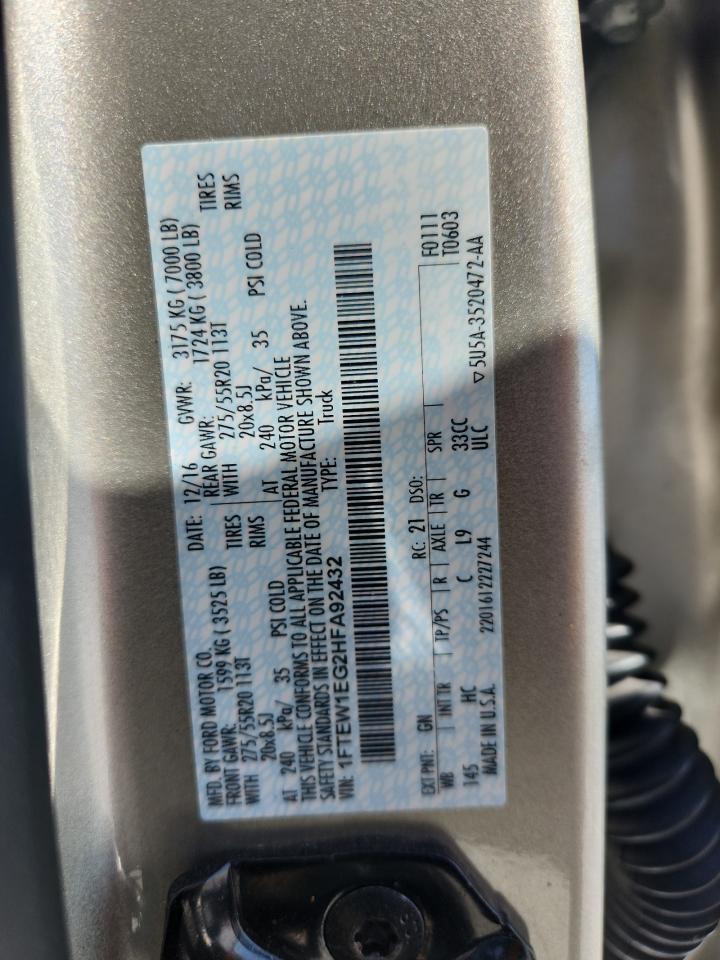 MFD. BY FORD MOTOR CO. DATE: 12/16 GVWR: 3175 KG ( 7000 LB)
FRONT GAWR: 1599 KG ( 3525 LB) REAR GAWR: 1724 KG ( 3800 LB)
WITH 275/55R20 113T TIRES WITH 275/55R20 113T TIRES
20x8.5J RIMS 20x8.5J RIMS
AT 240 kPa/ 35 PSI COLD AT 240 kPa/ 35 PSI COLD
THIS VEHICLE CONFORMS TO ALL APPLICABLE FEDERAL MOTOR VEHICLE
SAFETY STANDARDS IN EFFECT ON THE DATE OF MANUFACTURE SHOWN ABOVE.
VIN: 1FTEW1EG2HFA92432 TYPE: Truck
EXT PNT: GN RC: 21 DSO: F0111
WB INT TR TP/PS R AXLE TR SPR T0603
145 HC C L9 G 33CC
MADE IN U.S.A. 2201612227244 ULC ▽5U5A-3520472-AA